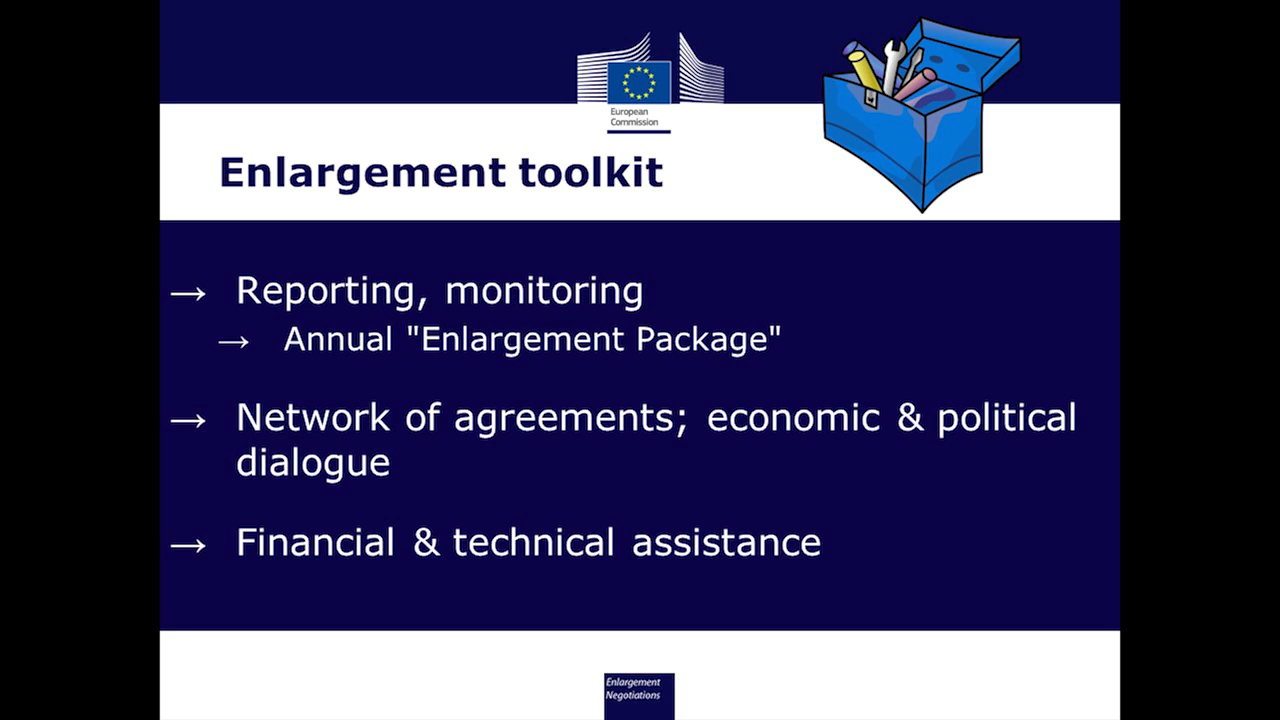 European
Commission
Enlargement toolkit
→ Reporting, monitoring
→ Annual "Enlargement Package"
→ Network of agreements; economic & political
dialogue
→ Financial & technical assistance
Enlargement
Negotiations